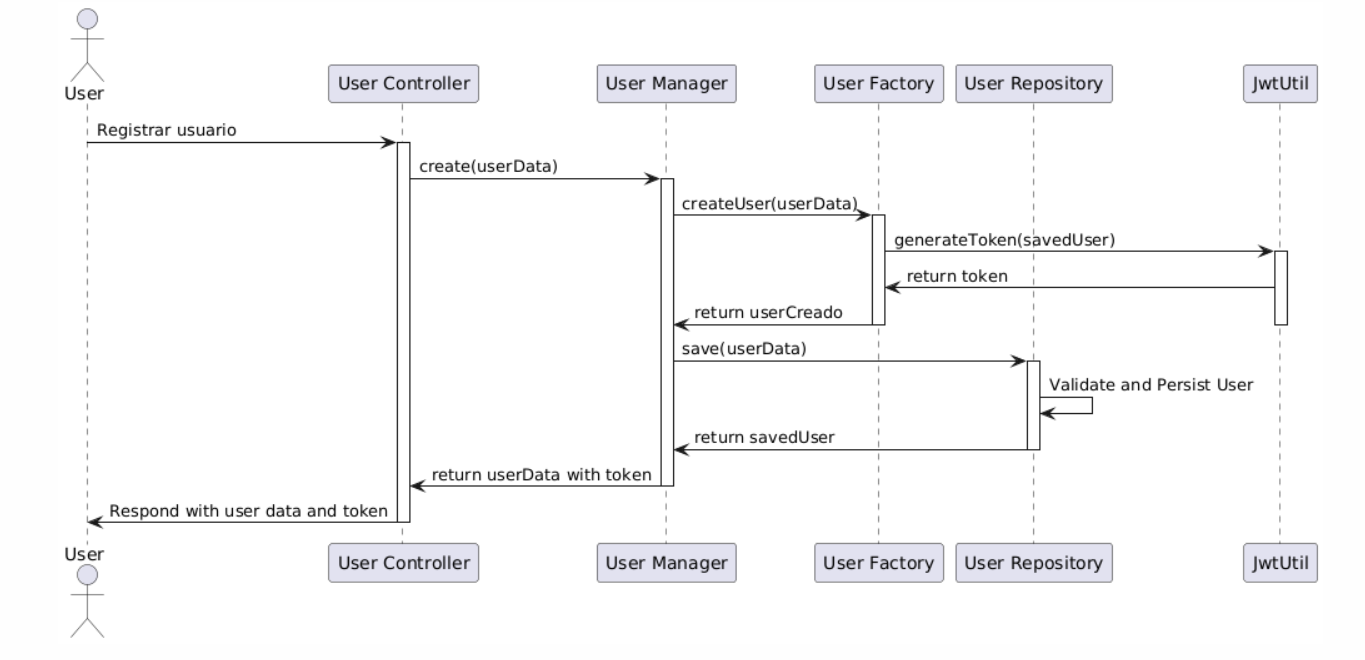 User
User Controller
User Manager
User Factory
User Repository
JwtUtil
Registrar usuario
create(userData)
createUser(userData)
generateToken(savedUser)
return token
return userCreado
save(userData)
Validate and Persist User
return savedUser
return userData with token
Respond with user data and token
User
User Controller
User Manager
User Factory
User Repository
JwtUtil